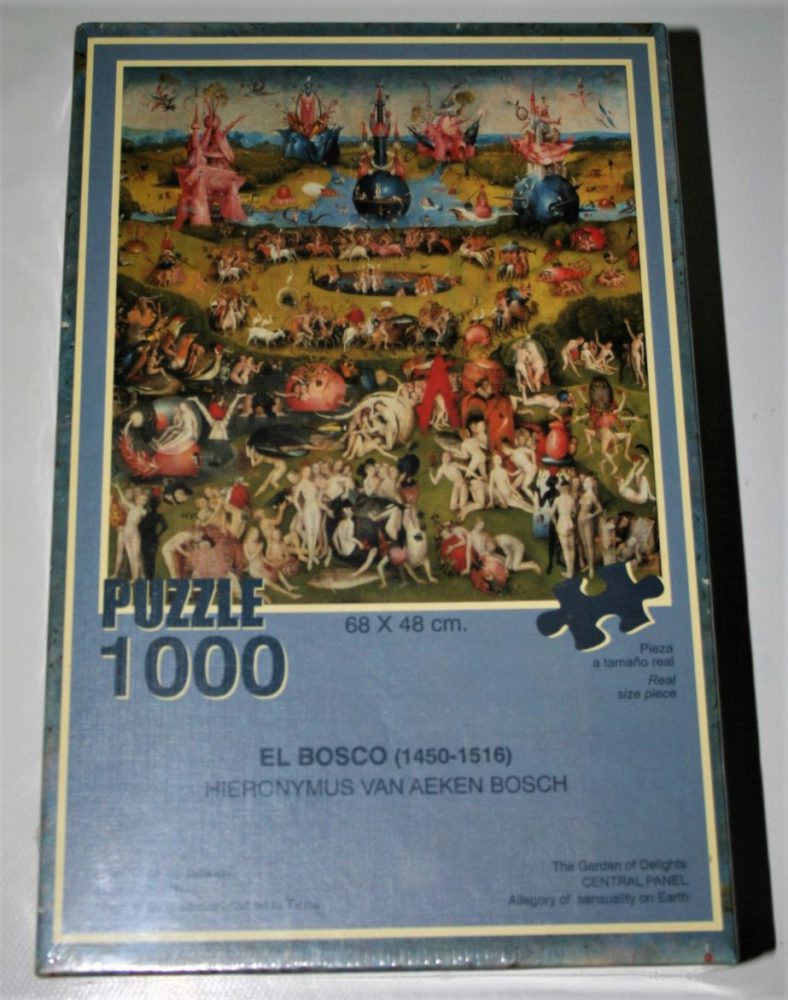 PUZZLE
1000
68 X 48 cm.
Pieza
a tamaño real
Real
size piece
EL BOSCO (1450-1516)
HIERONYMUS VAN AEKEN BOSCH
The Garden of Delights
CENTRAL PANEL
Allegory of sensuality on Earth